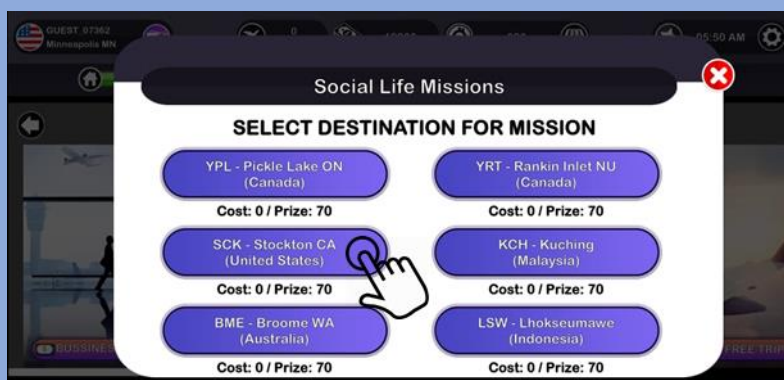 GUEST_07362
Minneapolis MN
0
05:50 AM
Social Life Missions
SELECT DESTINATION FOR MISSION
YPL - Pickle Lake ON
(Canada)
Cost: 0 / Prize: 70
YRT - Rankin Inlet NU
(Canada)
Cost: 0 / Prize: 70
SCK - Stockton CA
(United States)
Cost: 0 / Prize: 70
KCH - Kuching
(Malaysia)
Cost: 0 / Prize: 70
BME - Broome WA
(Australia)
Cost: 0 / Prize: 70
LSW - Lhokseumawe
(Indonesia)
Cost: 0 / Prize: 70
BUSSINES
FREE TRIP